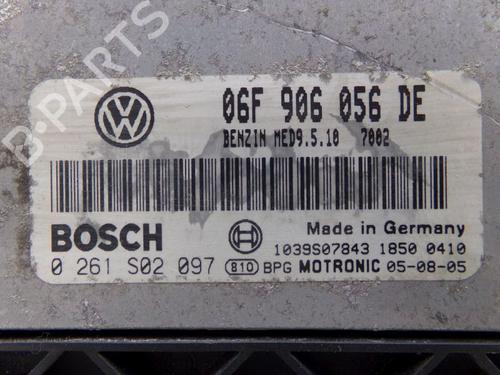 B-PARTS
06F 906 056 DE
BENZIN MED9.5.10 7002
BOSCH
Made in Germany
1039S07843 1850 0410
0 261 S02 097 810 BPG MOTRONIC 05-08-05